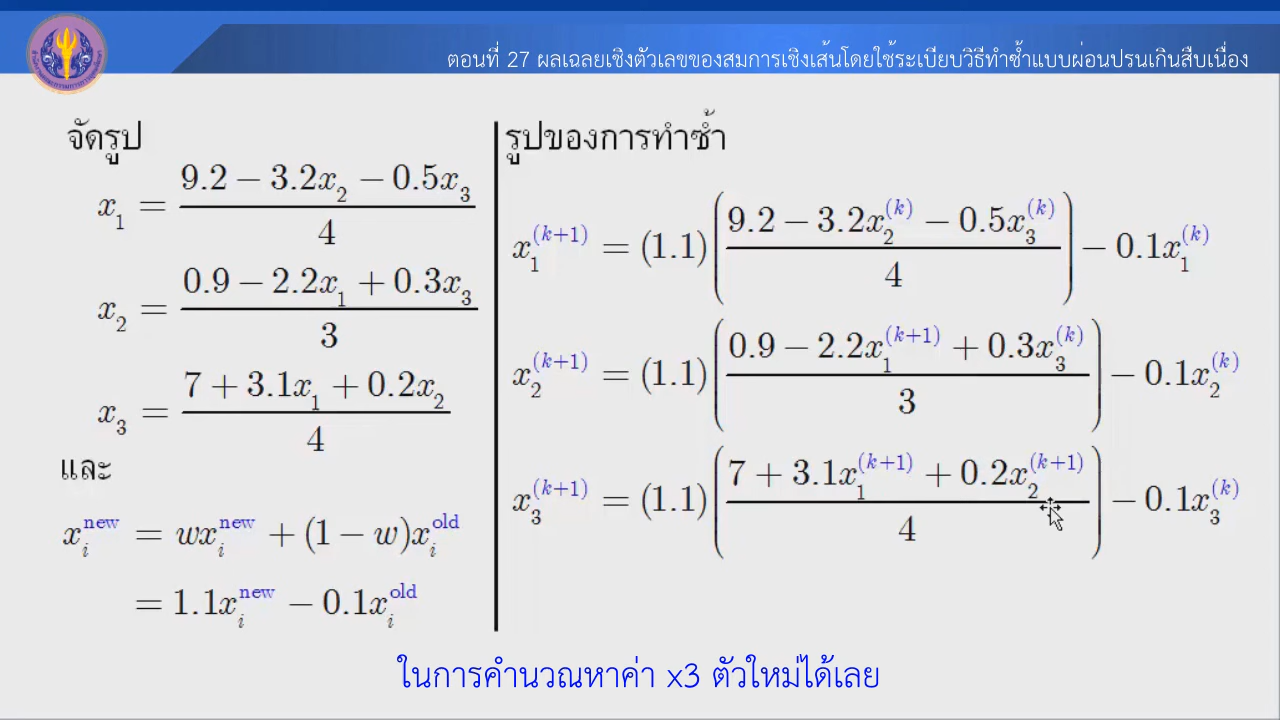 ตอนที่ 27 ผลเฉลยเชิงตัวเลขของสมการเชิงเส้นโดยใช้ระเบียบวิธีทำซ้ำแบบผ่อนปรนเกินสืบเนื่อง
จัดรูป
x_1 = (9.2 − 3.2x_2 − 0.5x_3)/4
x_2 = (0.9 − 2.2x_1 + 0.3x_3)/3
x_3 = (7 + 3.1x_1 + 0.2x_2)/4
และ
x_i^new = wx_i^new + (1 − w)x_i^old
= 1.1x_i^new − 0.1x_i^old
รูปของการทำซ้ำ
x_1^(k+1) = (1.1)((9.2 − 3.2x_2^(k) − 0.5x_3^(k))/4) − 0.1x_1^(k)
x_2^(k+1) = (1.1)((0.9 − 2.2x_1^(k+1) + 0.3x_3^(k))/3) − 0.1x_2^(k)
x_3^(k+1) = (1.1)((7 + 3.1x_1^(k+1) + 0.2x_2^(k+1))/4) − 0.1x_3^(k)
ในการคำนวณหาค่า x3 ตัวใหม่ได้เลย